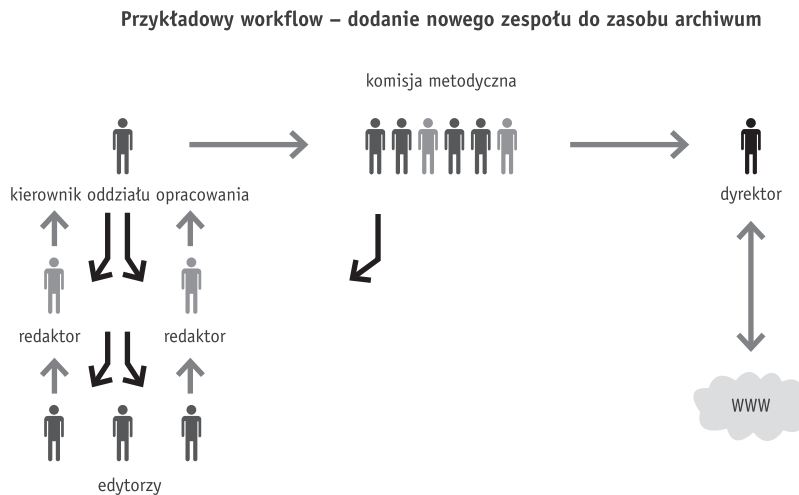 Przykładowy workflow – dodanie nowego zespołu do zasobu archiwum
komisja metodyczna
kierownik oddziału opracowania
dyrektor
redaktor
redaktor
WWW
edytorzy